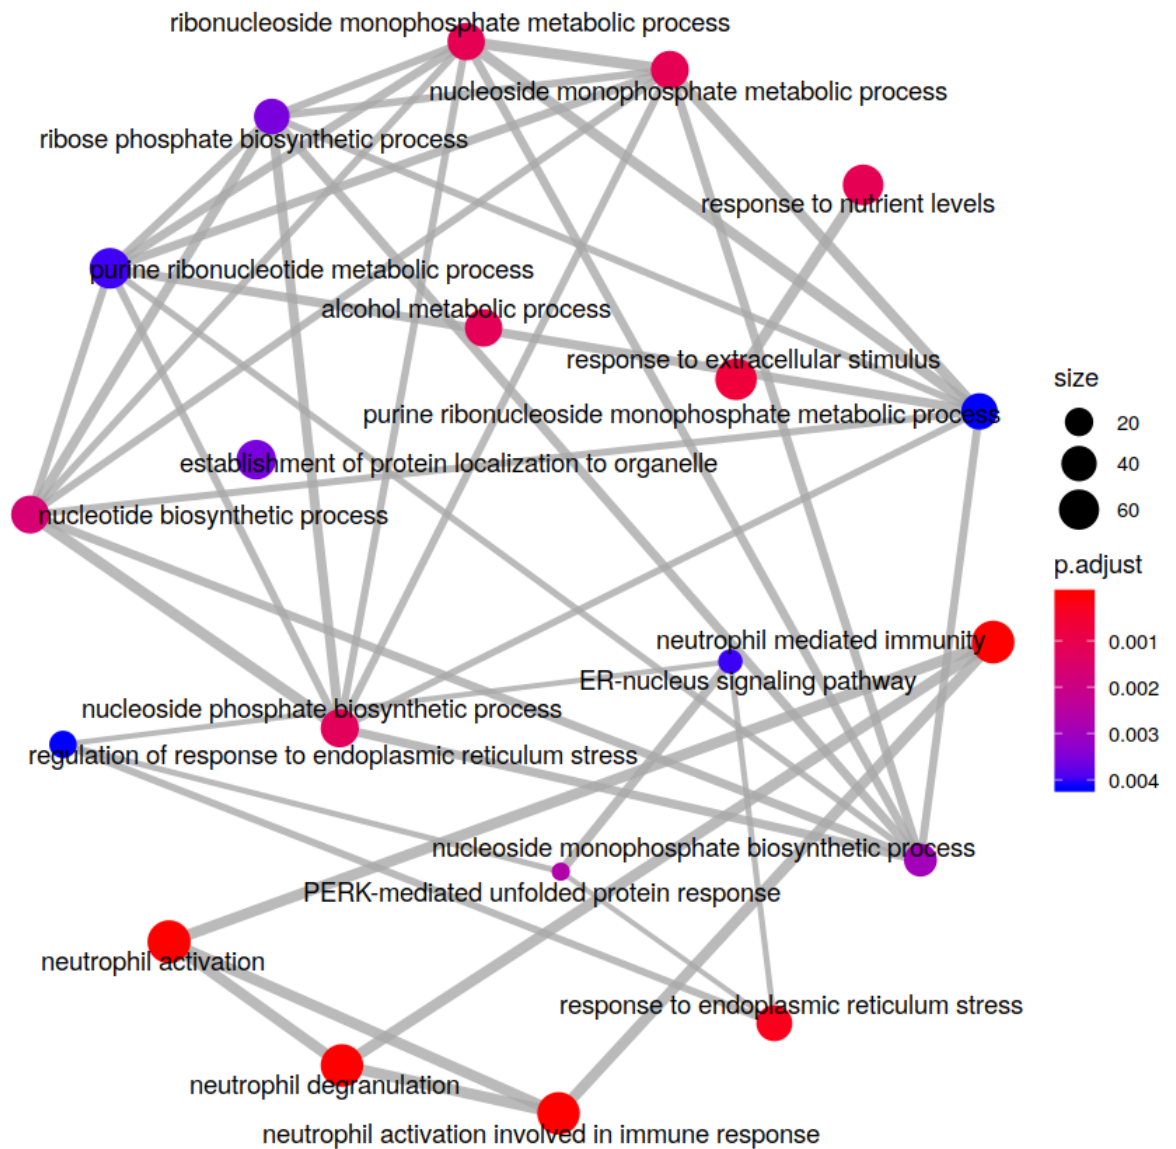 ribonucleoside monophosphate metabolic process
nucleoside monophosphate metabolic process
ribose phosphate biosynthetic process
response to nutrient levels
purine ribonucleotide metabolic process
alcohol metabolic process
response to extracellular stimulus
purine ribonucleoside monophosphate metabolic process
establishment of protein localization to organelle
nucleotide biosynthetic process
neutrophil mediated immunity
ER-nucleus signaling pathway
nucleoside phosphate biosynthetic process
regulation of response to endoplasmic reticulum stress
nucleoside monophosphate biosynthetic process
PERK-mediated unfolded protein response
neutrophil activation
response to endoplasmic reticulum stress
neutrophil degranulation
neutrophil activation involved in immune response
size
20
40
60
p.adjust
0.001
0.002
0.003
0.004